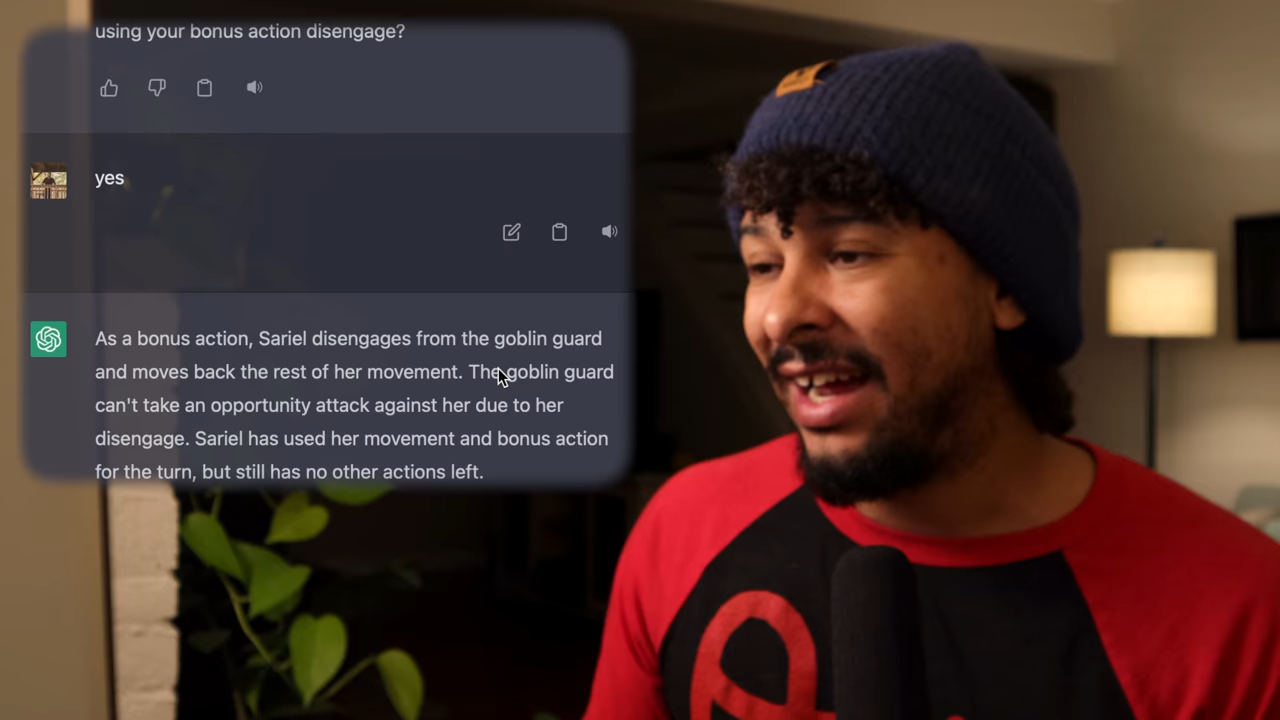 using your bonus action disengage?
yes
As a bonus action, Sariel disengages from the goblin guard
and moves back the rest of her movement. The goblin guard
can't take an opportunity attack against her due to her
disengage. Sariel has used her movement and bonus action
for the turn, but still has no other actions left.